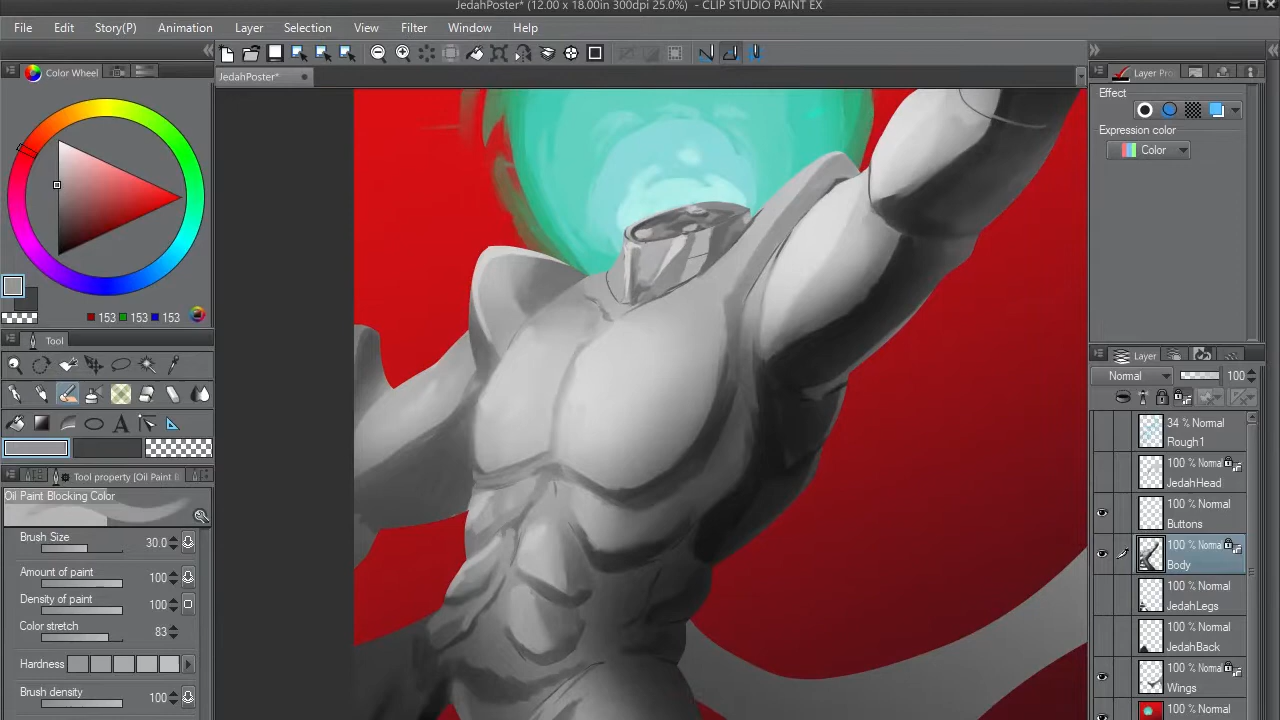 JedahPoster* (12.00 x 18.00in 300dpi 25.0%) - CLIP STUDIO PAINT EX
File Edit Story(P) Animation Layer Selection View Filter Window Help
Color Wheel
JedahPoster*
Layer Pro
Effect
Expression color
Color
153 153 153
Tool
Layer
Normal 100
34 % Normal
Rough1
100 % Norma
JedahHead
100 % Normal
Buttons
100 % Norma
Body
100 % Normal
JedahLegs
100 % Normal
JedahBack
100 % Norma
Wings
100 % Normal
Tool property [Oil Paint
Oil Paint Blocking Color
Brush Size 30.0
Amount of paint 100
Density of paint 100
Color stretch 83
Hardness
Brush density 100